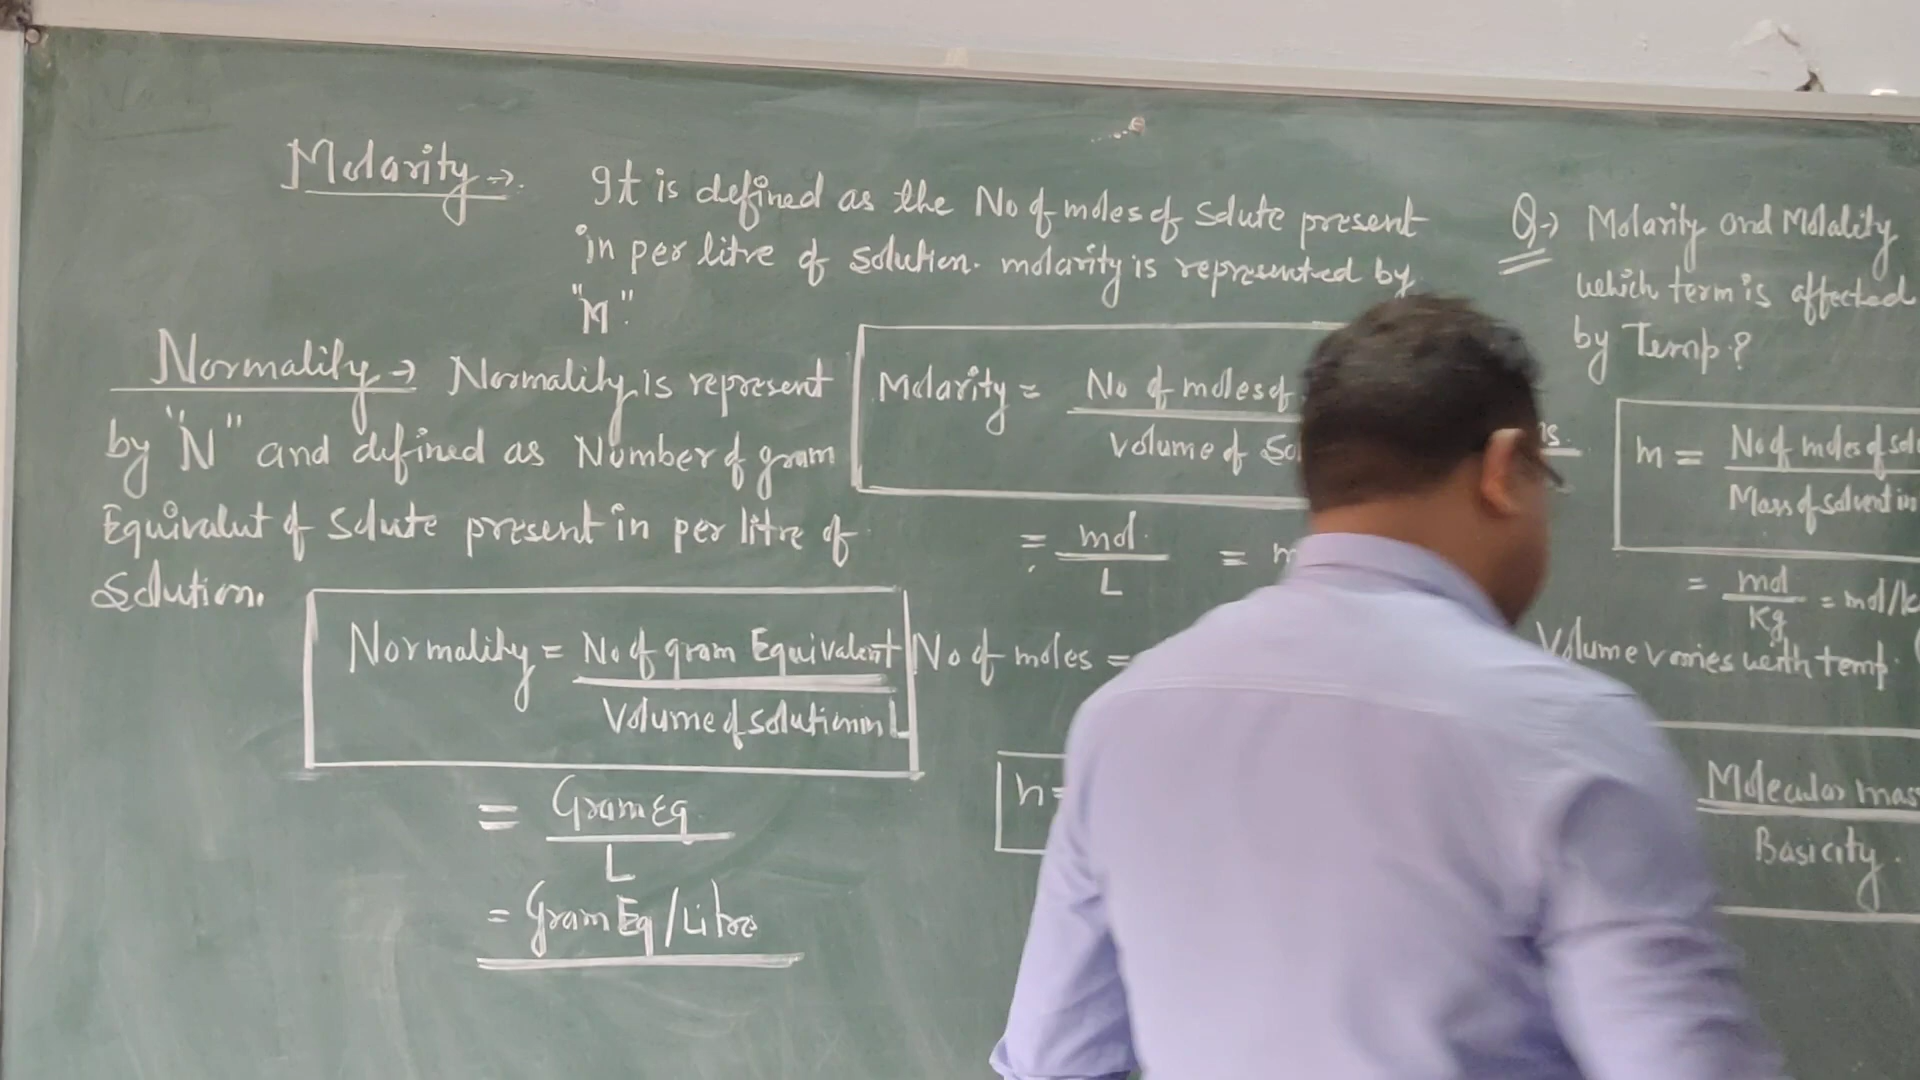 Molarity →
It is defined as the No of moles of solute present
in per litre of solution. molarity is represented by
"M".
Normality → Normality is represent
by "N" and defined as Number of gram
Equivalut of Solute present in per litre of
Solution.
Normality = No of gram Equivalent
Volume of solution in L
= Gram Eq
L
= Gram Eq/Litre
Molarity = No of moles of
Volume of
= mol.
L
=
No of moles =
n =
Q → Molarity and Molality
which term is affected
by Temp.?
m = No of moles of
Mass of solvent in
= mol
Kg
= mol/
Volume varies with temp.
Molecular
Basicity.